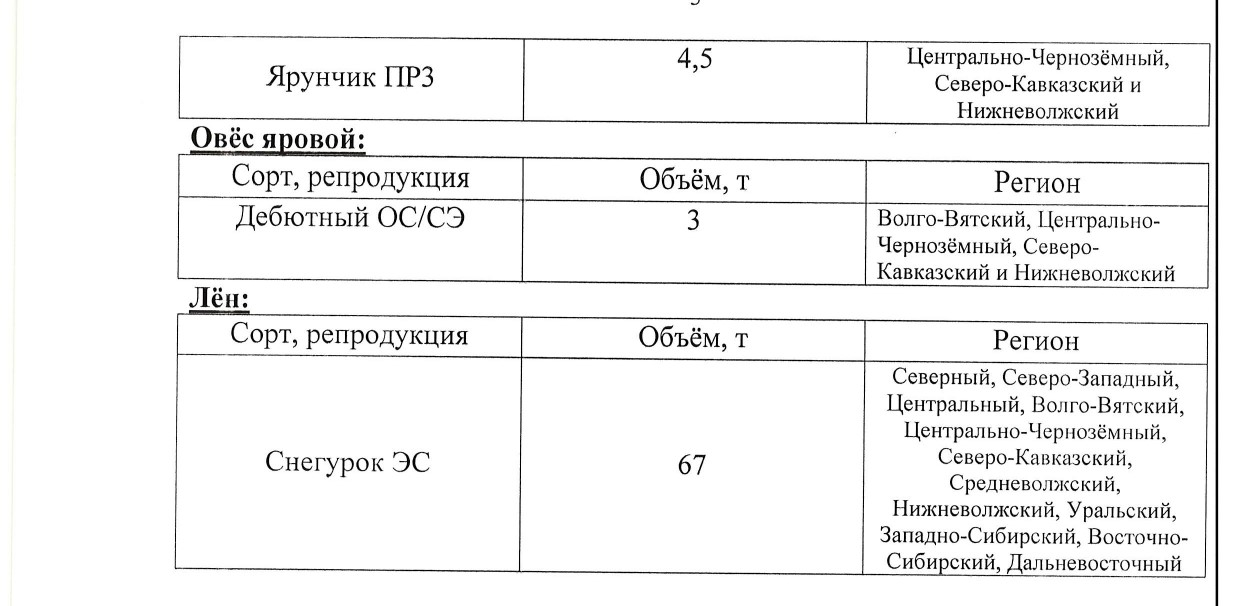 Ярунчик ПР3
4,5
Центрально-Чернозёмный,
Северо-Кавказский и
Нижневолжский
Овёс яровой:
Сорт, репродукция
Объём, т
Регион
Дебютный ОС/СЭ
3
Волго-Вятский, Центрально-
Чернозёмный, Северо-
Кавказский и Нижневолжский
Лён:
Сорт, репродукция
Объём, т
Регион
Снегурок ЭС
67
Северный, Северо-Западный,
Центральный, Волго-Вятский,
Центрально-Чернозёмный,
Северо-Кавказский,
Средневолжский,
Нижневолжский, Уральский,
Западно-Сибирский, Восточно-
Сибирский, Дальневосточный